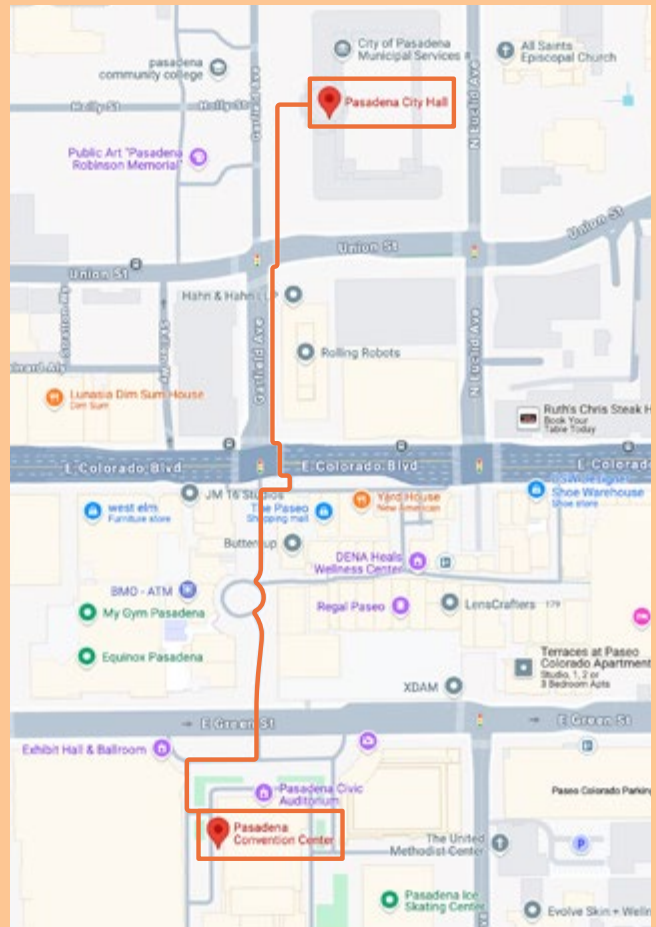 City of Pasadena
Municipal Services
All Saints
Episcopal Church
pasadena
community college
Holly St
Holly St
Garfield Ave
N Euclid Ave
Pasadena City Hall
Public Art "Pasadena
Robinson Memorial"
Union St
Union St
Union St
Hahn & Hahn
Garfield Ave
N Euclid Ave
Rolling Robots
Lunasia Dim Sum House
Dim Sum
Ruth's Chris Steak H
Book Your
Table Today
E Colorado Blvd
E Colorado Blvd
E Colorado
JM 16 Studios
west elm
Furniture store
The Paseo
Shopping mall
Yard House
New American
Shoe Warehouse
Shoe store
Buttercup
DENA Heals
Wellness Center
BMO - ATM
My Gym Pasadena
Regal Paseo
LensCrafters
179
Equinox Pasadena
Terraces at Paseo
Colorado Apartment
Studio, 1, 2 or
3 Bedroom Apts
XDAM
E Green St
E Green St
Exhibit Hall & Ballroom
Pasadena Civic
Auditorium
Paseo Colorado Parkin
Pasadena
Convention Center
The United
Methodist Center
P
Pasadena Ice
Skating Center
Evolve Skin + Welln